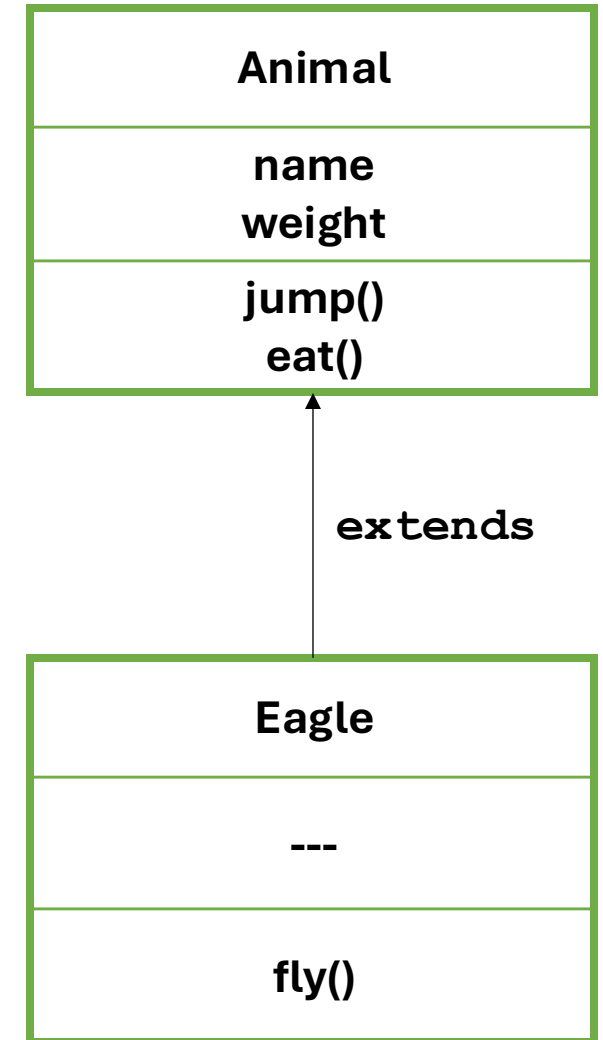 Animal
name
weight
jump()
eat()
extends
Eagle
---
fly()